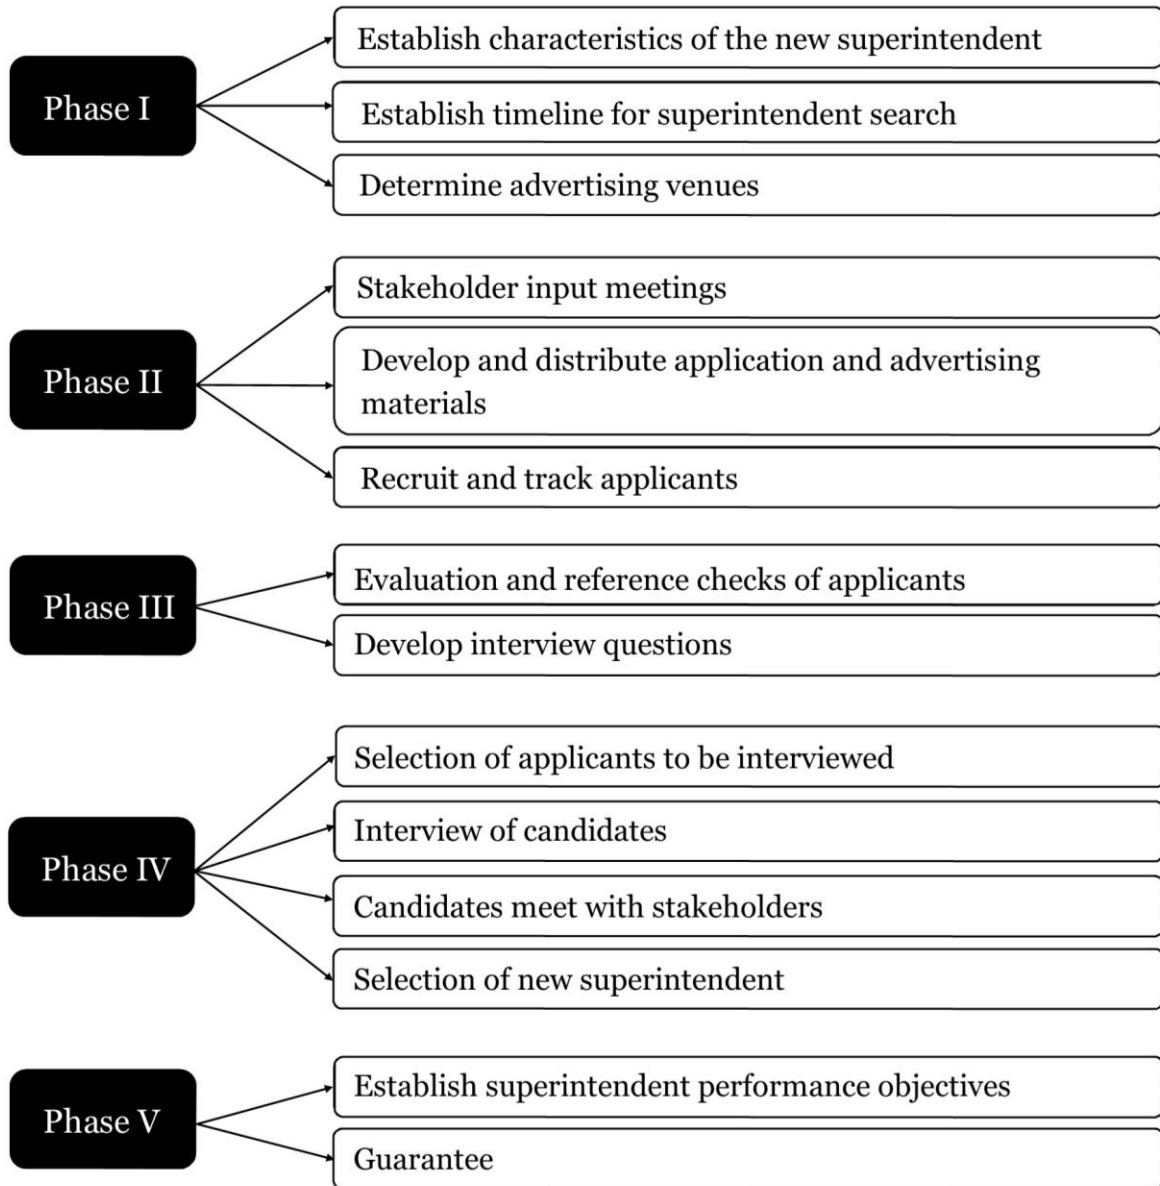 Phase I
Establish characteristics of the new superintendent
Establish timeline for superintendent search
Determine advertising venues
Phase II
Stakeholder input meetings
Develop and distribute application and advertising
materials
Recruit and track applicants
Phase III
Evaluation and reference checks of applicants
Develop interview questions
Phase IV
Selection of applicants to be interviewed
Interview of candidates
Candidates meet with stakeholders
Selection of new superintendent
Phase V
Establish superintendent performance objectives
Guarantee